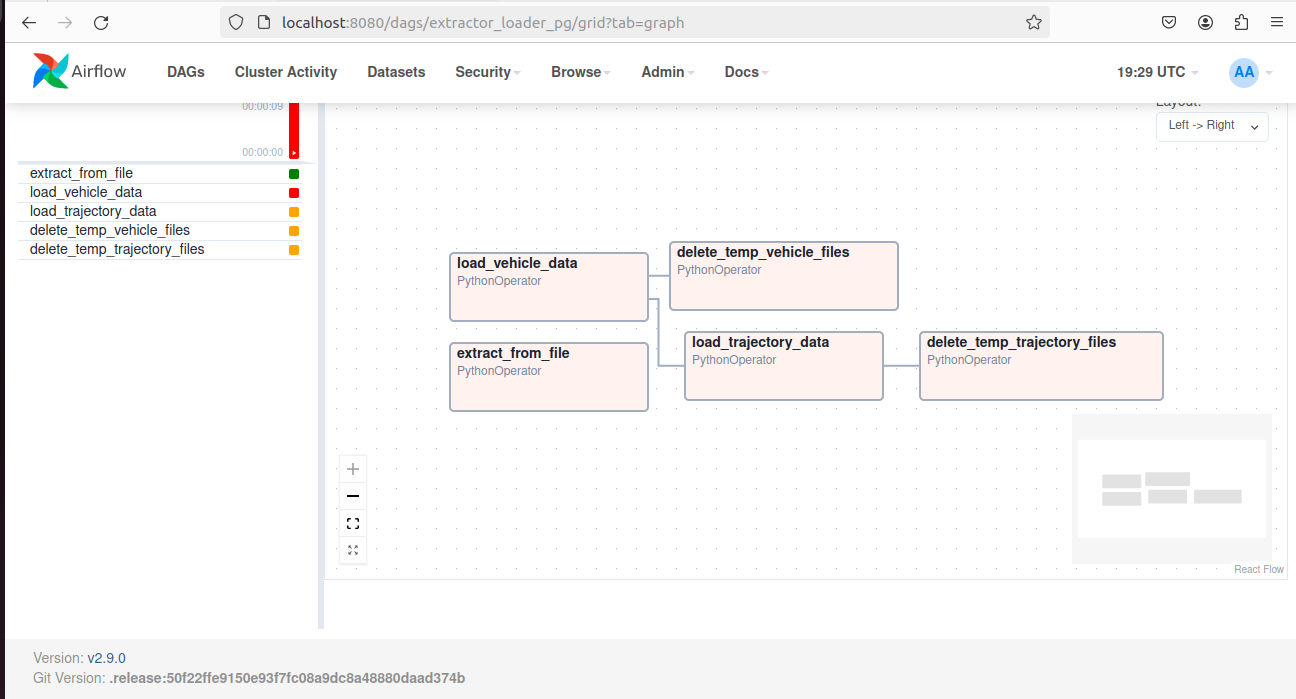 localhost:8080/dags/extractor_loader_pg/grid?tab=graph
Airflow DAGs Cluster Activity Datasets Security Browse Admin Docs 19:29 UTC AA
00:00:09
Layout:
Left -> Right
00:00:00
extract_from_file
load_vehicle_data
load_trajectory_data
delete_temp_vehicle_files
delete_temp_trajectory_files
load_vehicle_data
PythonOperator
delete_temp_vehicle_files
PythonOperator
extract_from_file
PythonOperator
load_trajectory_data
PythonOperator
delete_temp_trajectory_files
PythonOperator
React Flow
Version: v2.9.0
Git Version: .release:50f22ffe9150e93f7fc08a9dc8a48880daad374b